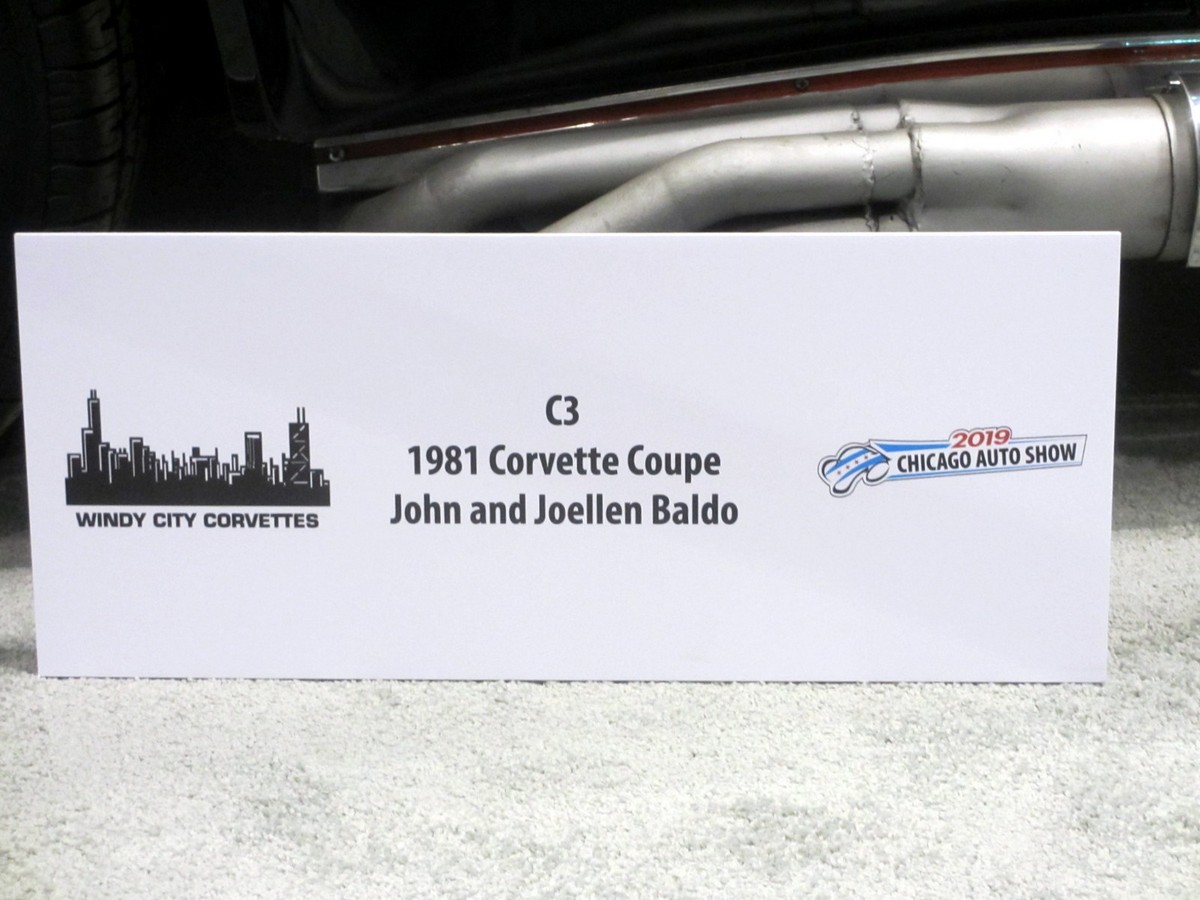 WINDY CITY CORVETTES
C3
1981 Corvette Coupe
John and Joellen Baldo
2019
CHICAGO AUTO SHOW